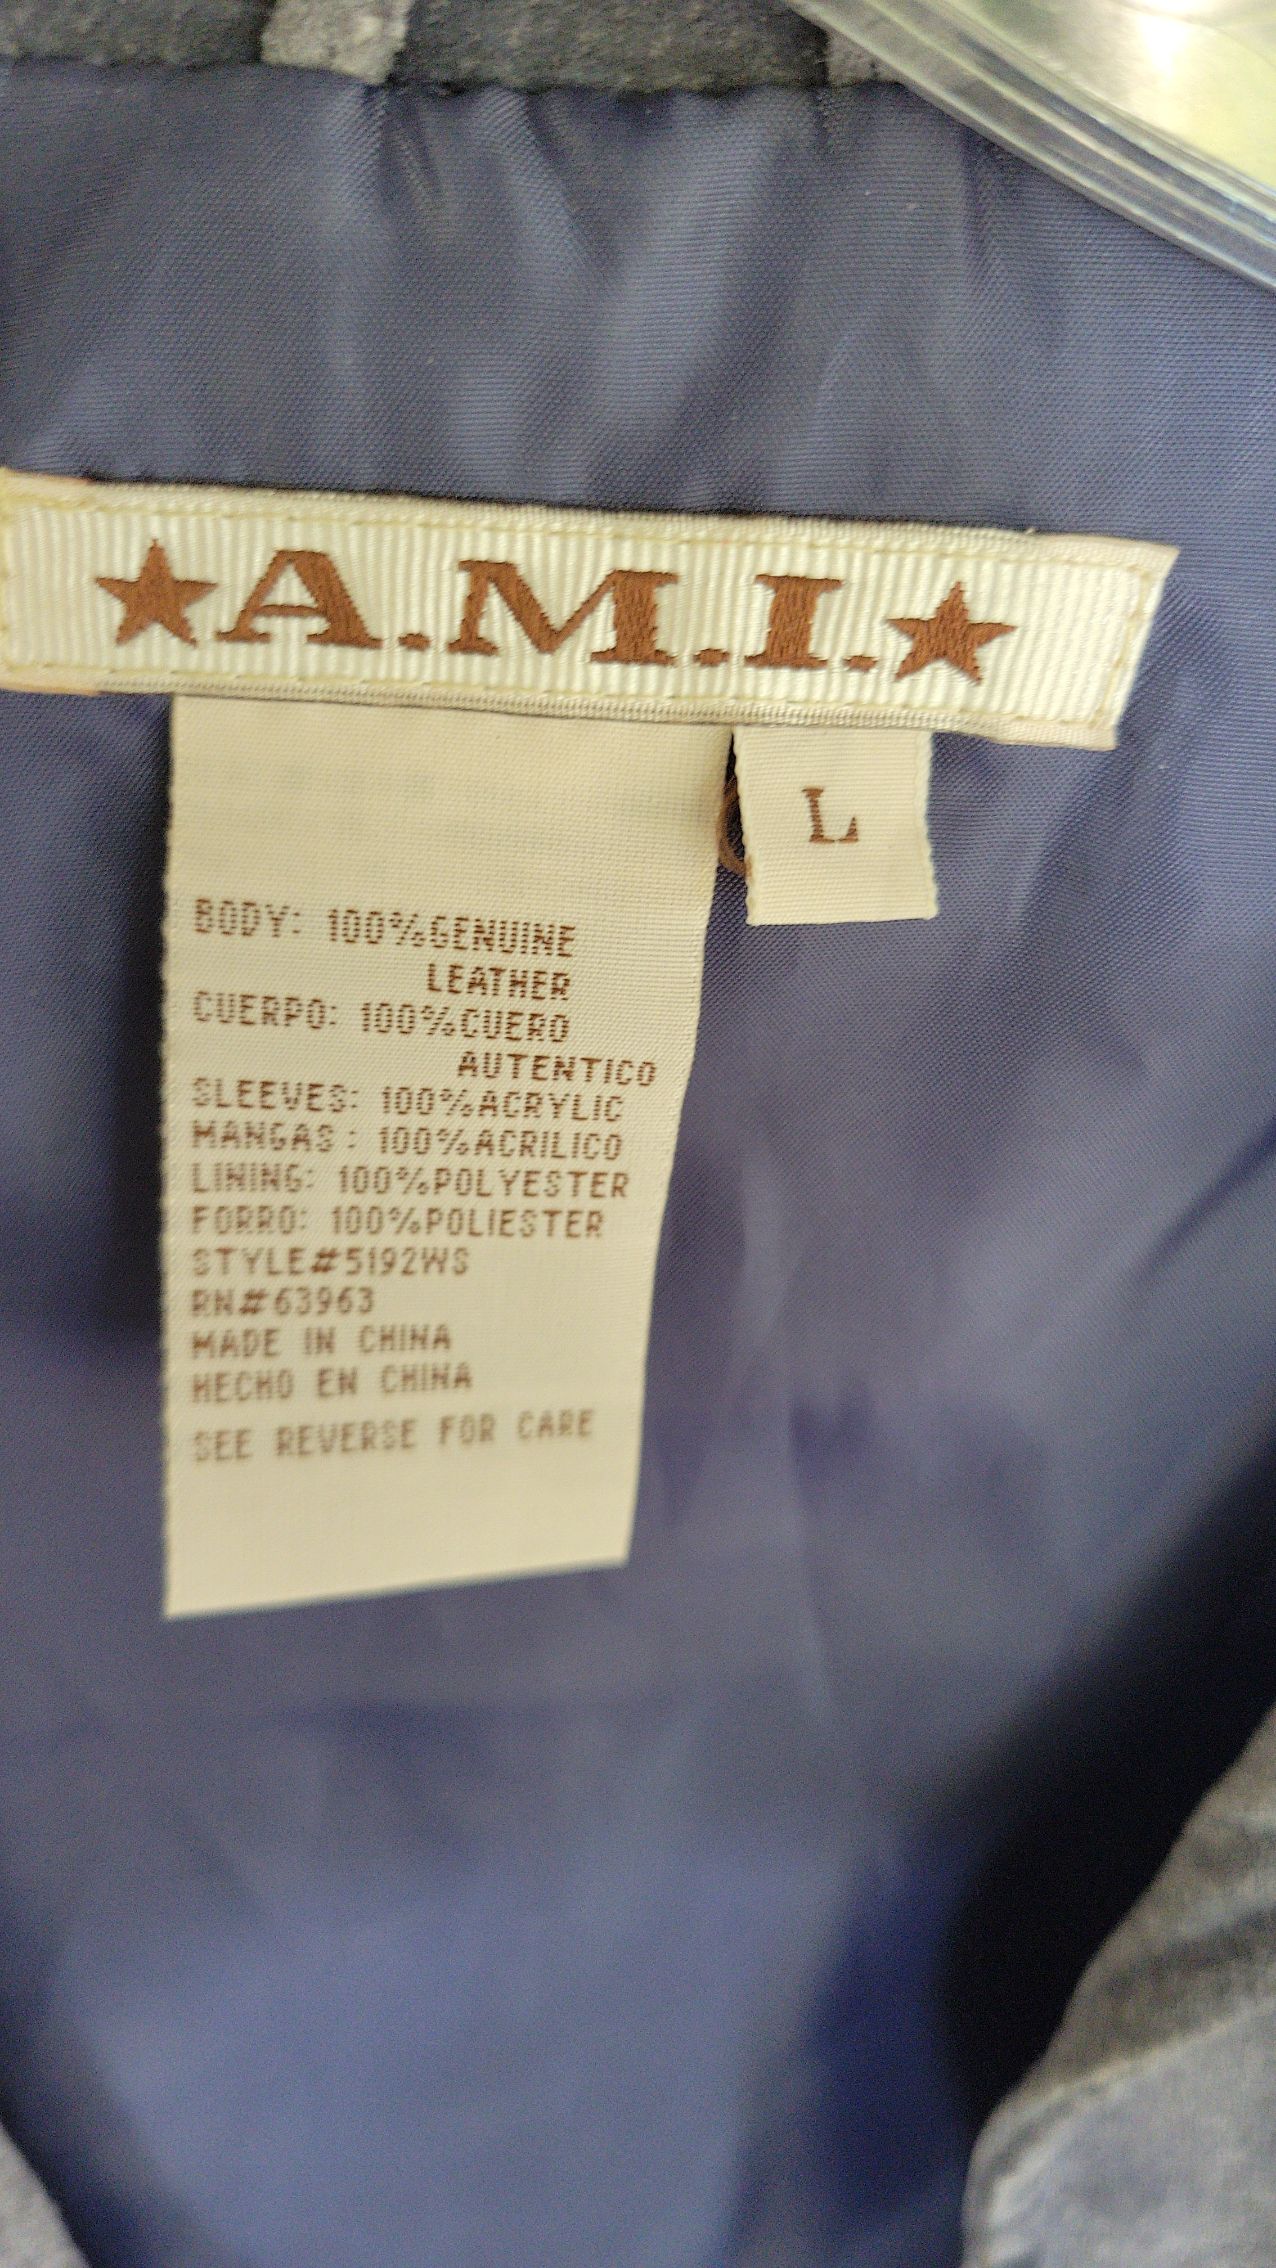 ★A.M.I.★
L
BODY: 100%GENUINE
LEATHER
CUERPO: 100%CUERO
AUTENTICO
SLEEVES: 100%ACRYLIC
MANGAS: 100%ACRILICO
LINING: 100%POLYESTER
FORRO: 100%POLIESTER
STYLE#5192WS
RN#63963
MADE IN CHINA
HECHO EN CHINA
SEE REVERSE FOR CARE